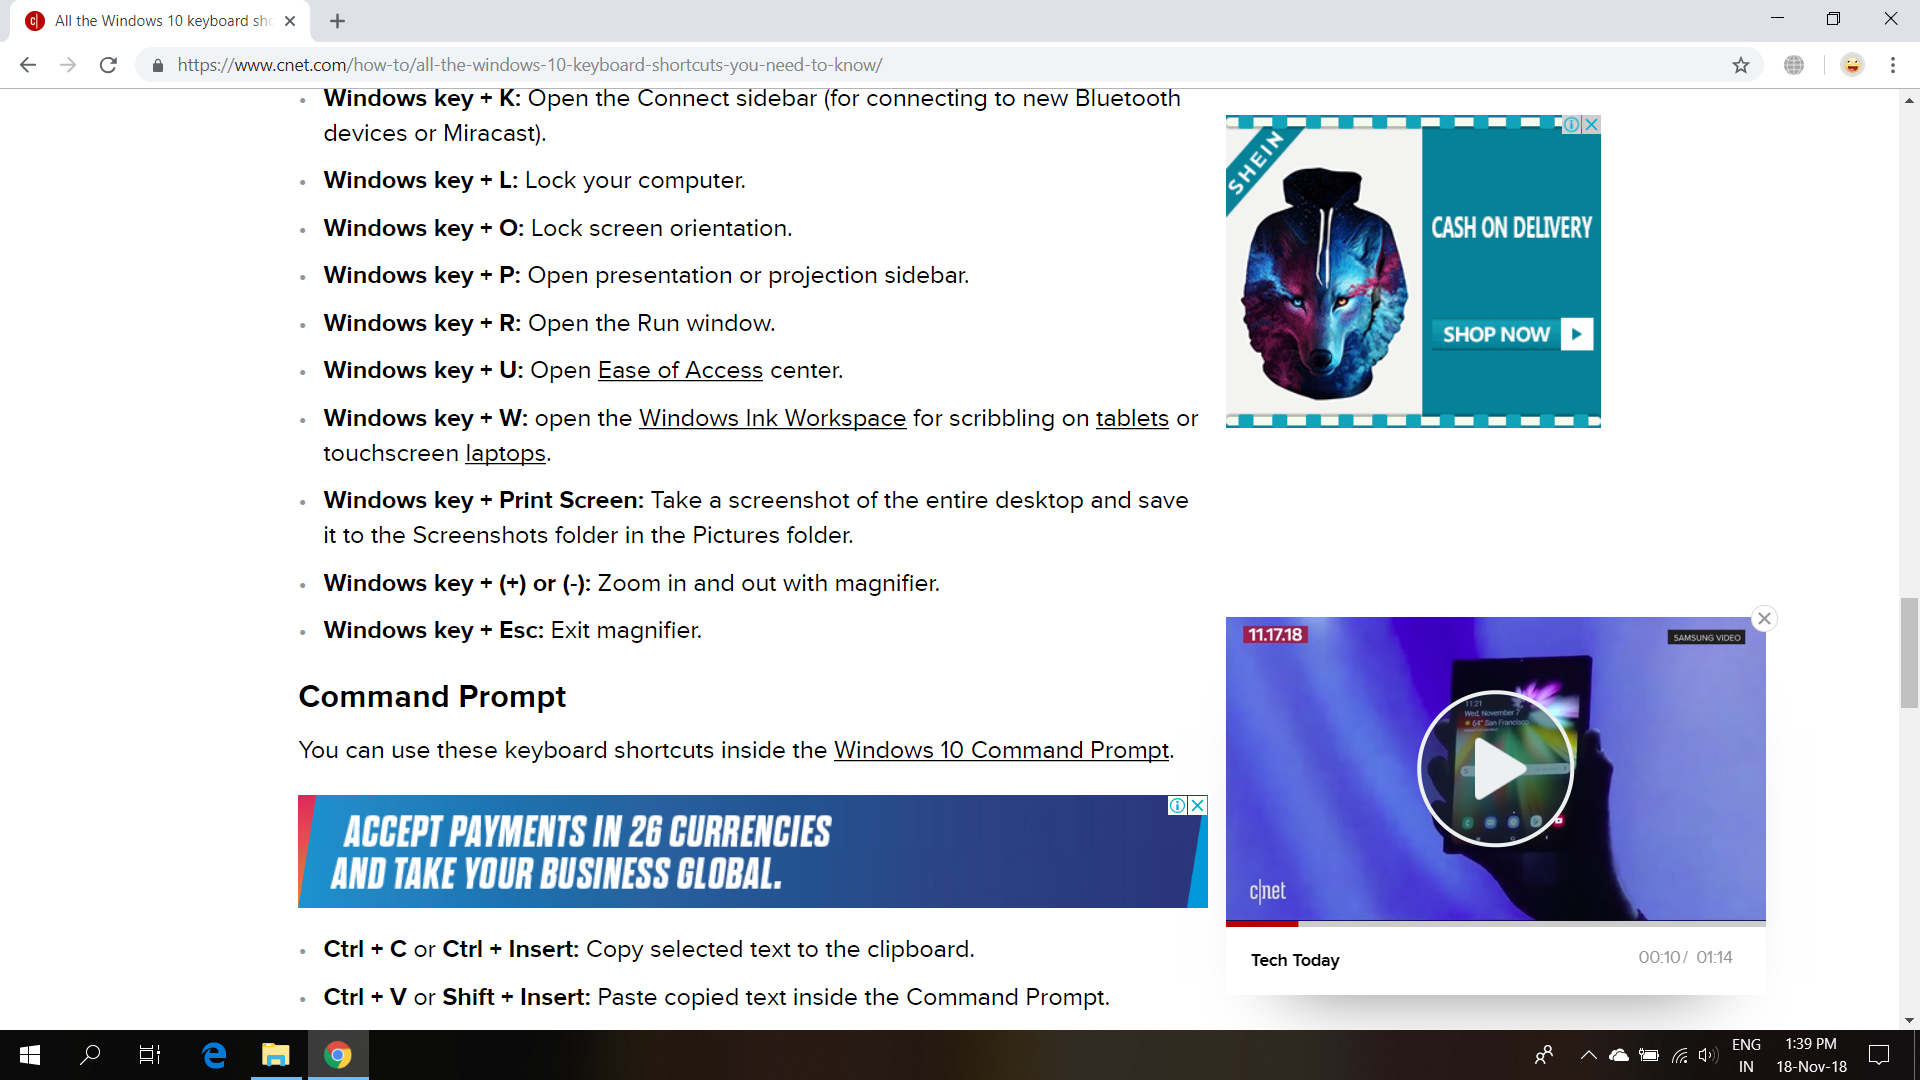 All the Windows 10 keyboard sho
https://www.cnet.com/how-to/all-the-windows-10-keyboard-shortcuts-you-need-to-know/
Windows key + K: Open the Connect sidebar (for connecting to new Bluetooth
devices or Miracast).
Windows key + L: Lock your computer.
Windows key + O: Lock screen orientation.
Windows key + P: Open presentation or projection sidebar.
Windows key + R: Open the Run window.
Windows key + U: Open Ease of Access center.
Windows key + W: open the Windows Ink Workspace for scribbling on tablets or
touchscreen laptops.
Windows key + Print Screen: Take a screenshot of the entire desktop and save
it to the Screenshots folder in the Pictures folder.
Windows key + (+) or (-): Zoom in and out with magnifier.
Windows key + Esc: Exit magnifier.
Command Prompt
You can use these keyboard shortcuts inside the Windows 10 Command Prompt.
ACCEPT PAYMENTS IN 26 CURRENCIES
AND TAKE YOUR BUSINESS GLOBAL.
Ctrl + C or Ctrl + Insert: Copy selected text to the clipboard.
Ctrl + V or Shift + Insert: Paste copied text inside the Command Prompt.
SHEIN
CASH ON DELIVERY
SHOP NOW
11.17.18
SAMSUNG VIDEO
11:21
Wed, November 7
64° San Francisco
c|net
Tech Today
00:10 / 01:14
ENG
IN
1:39 PM
18-Nov-18